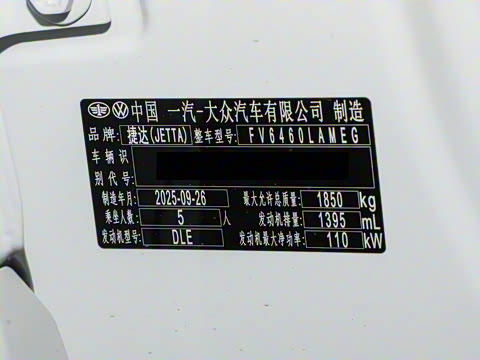 中国 一汽-大众汽车有限公司 制造
品牌: 捷达(JETTA) 整车型号: FV6460LAMEG
车辆识
别代号:
制造年月: 2025-09-26 最大允许总质量: 1850 kg
乘坐人数: 5 人 发动机排量: 1395 mL
发动机型号: DLE 发动机最大净功率: 110 kW